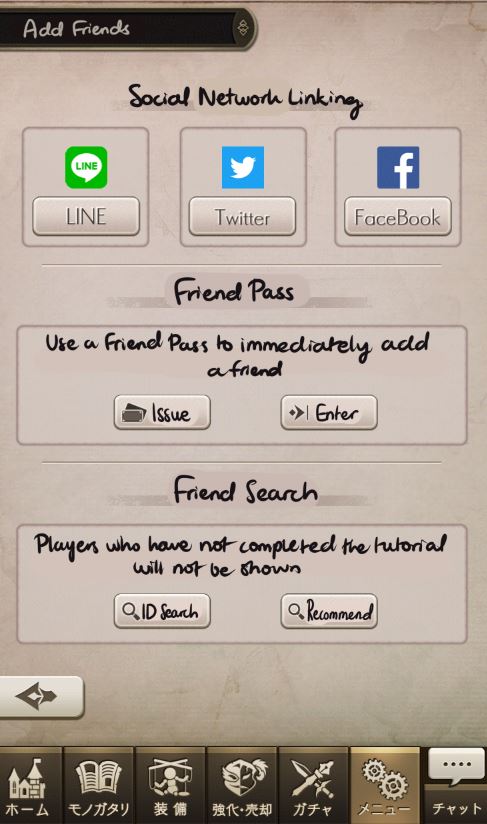 Add Friends
Social Network Linking
LINE
LINE
Twitter
FaceBook
Friend Pass
Use a Friend Pass to immediately add
a friend
Issue
Enter
Friend Search
Players who have not completed the tutorial
will not be shown
ID Search
Recommend
ホーム
モノガタリ
装備
強化・売却
ガチャ
メニュー
チャット